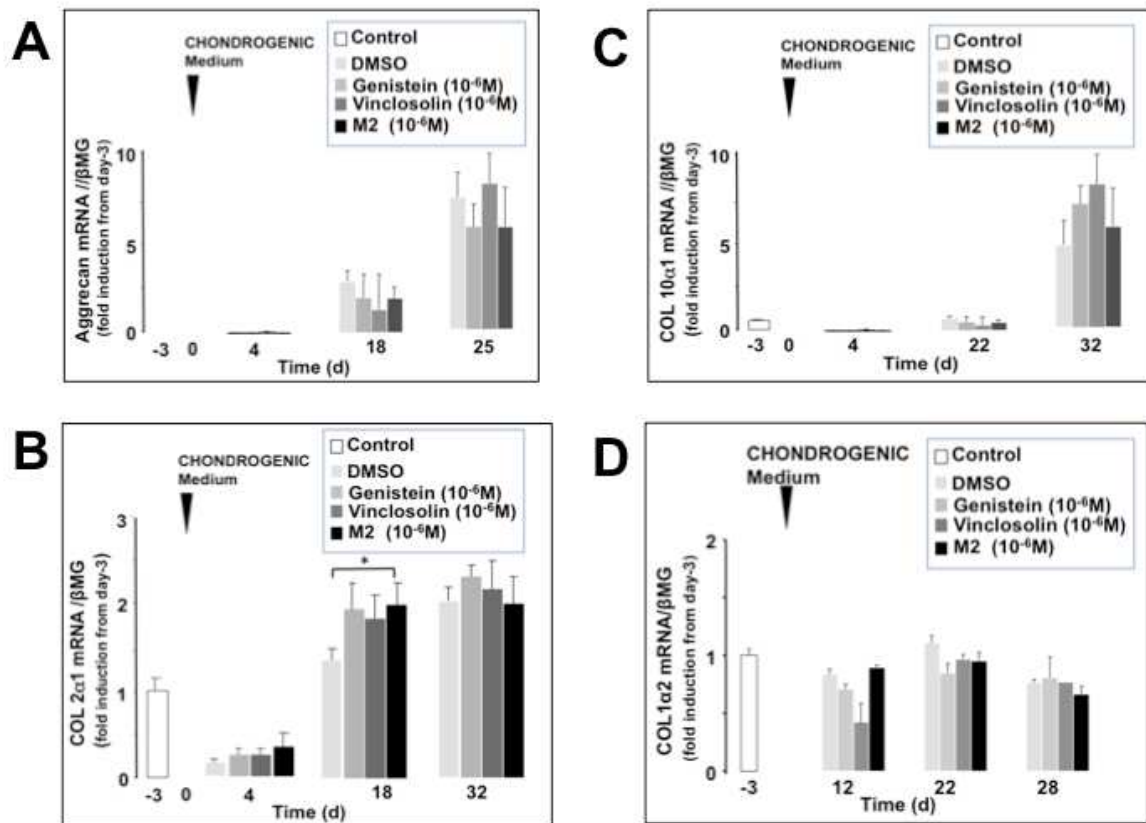 A
CHONDROGENIC
Medium
Control
DMSO
Genistein (10⁻⁶M)
Vinclosolin (10⁻⁶M)
M2 (10⁻⁶M)
Aggrecan mRNA //βMG
(fold induction from day-3)
10
5
0
-3 0 4 18 25
Time (d)
C
CHONDROGENIC
Medium
Control
DMSO
Genistein (10⁻⁶M)
Vinclosolin (10⁻⁶M)
M2 (10⁻⁶M)
COL 10α1 mRNA //βMG
(fold induction from day-3)
10
5
0
-3 0 4 22 32
Time (d)
B
CHONDROGENIC
Medium
Control
DMSO
Genistein (10⁻⁶M)
Vinclosolin (10⁻⁶M)
M2 (10⁻⁶M)
COL 2α1 mRNA /βMG
(fold induction from day-3)
3
2
1
0
*
-3 0 4 18 32
Time (d)
D
CHONDROGENIC
Medium
Control
DMSO
Genistein (10⁻⁶M)
Vinclosolin (10⁻⁶M)
M2 (10⁻⁶M)
COL1α2 mRNA/βMG
(fold induction from day-3)
2
1
0
-3 12 22 28
Time (d)